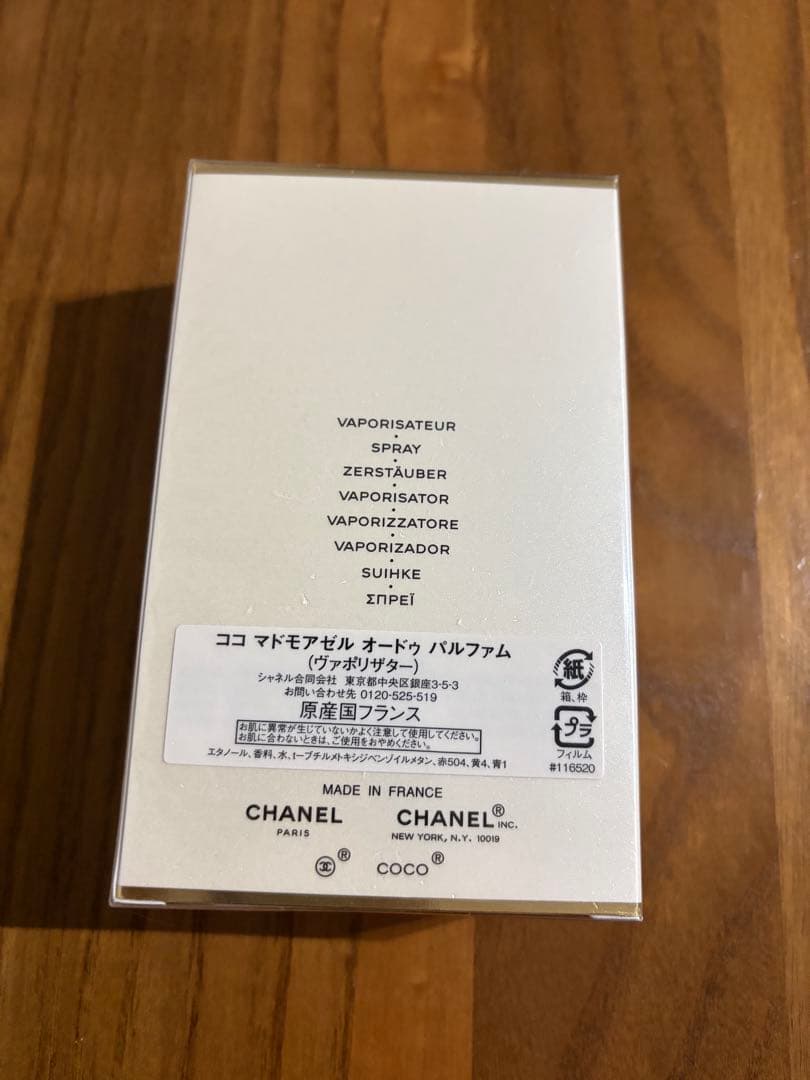 VAPORISATEUR
SPRAY
ZERSTÄUBER
VAPORISATOR
VAPORIZZATORE
VAPORIZADOR
SUIHKE
ΣΠΡΕΪ
ココ マドモアゼル オードゥ パルファム
(ヴァポリザター)
シャネル合同会社 東京都中央区銀座3-5-3
お問い合わせ先 0120-525-519
原産国フランス
お肌に異常が生じていないかよく注意して使用してください。
お肌に合わないときは、ご使用をおやめください。
エタノール、香料、水、t-ブチルメトキシジベンゾイルメタン、赤504、黄4、青1
紙
箱、枠
プラ
フィルム
#116520
MADE IN FRANCE
CHANEL CHANEL® INC.
PARIS NEW YORK, N.Y. 10019
® COCO®